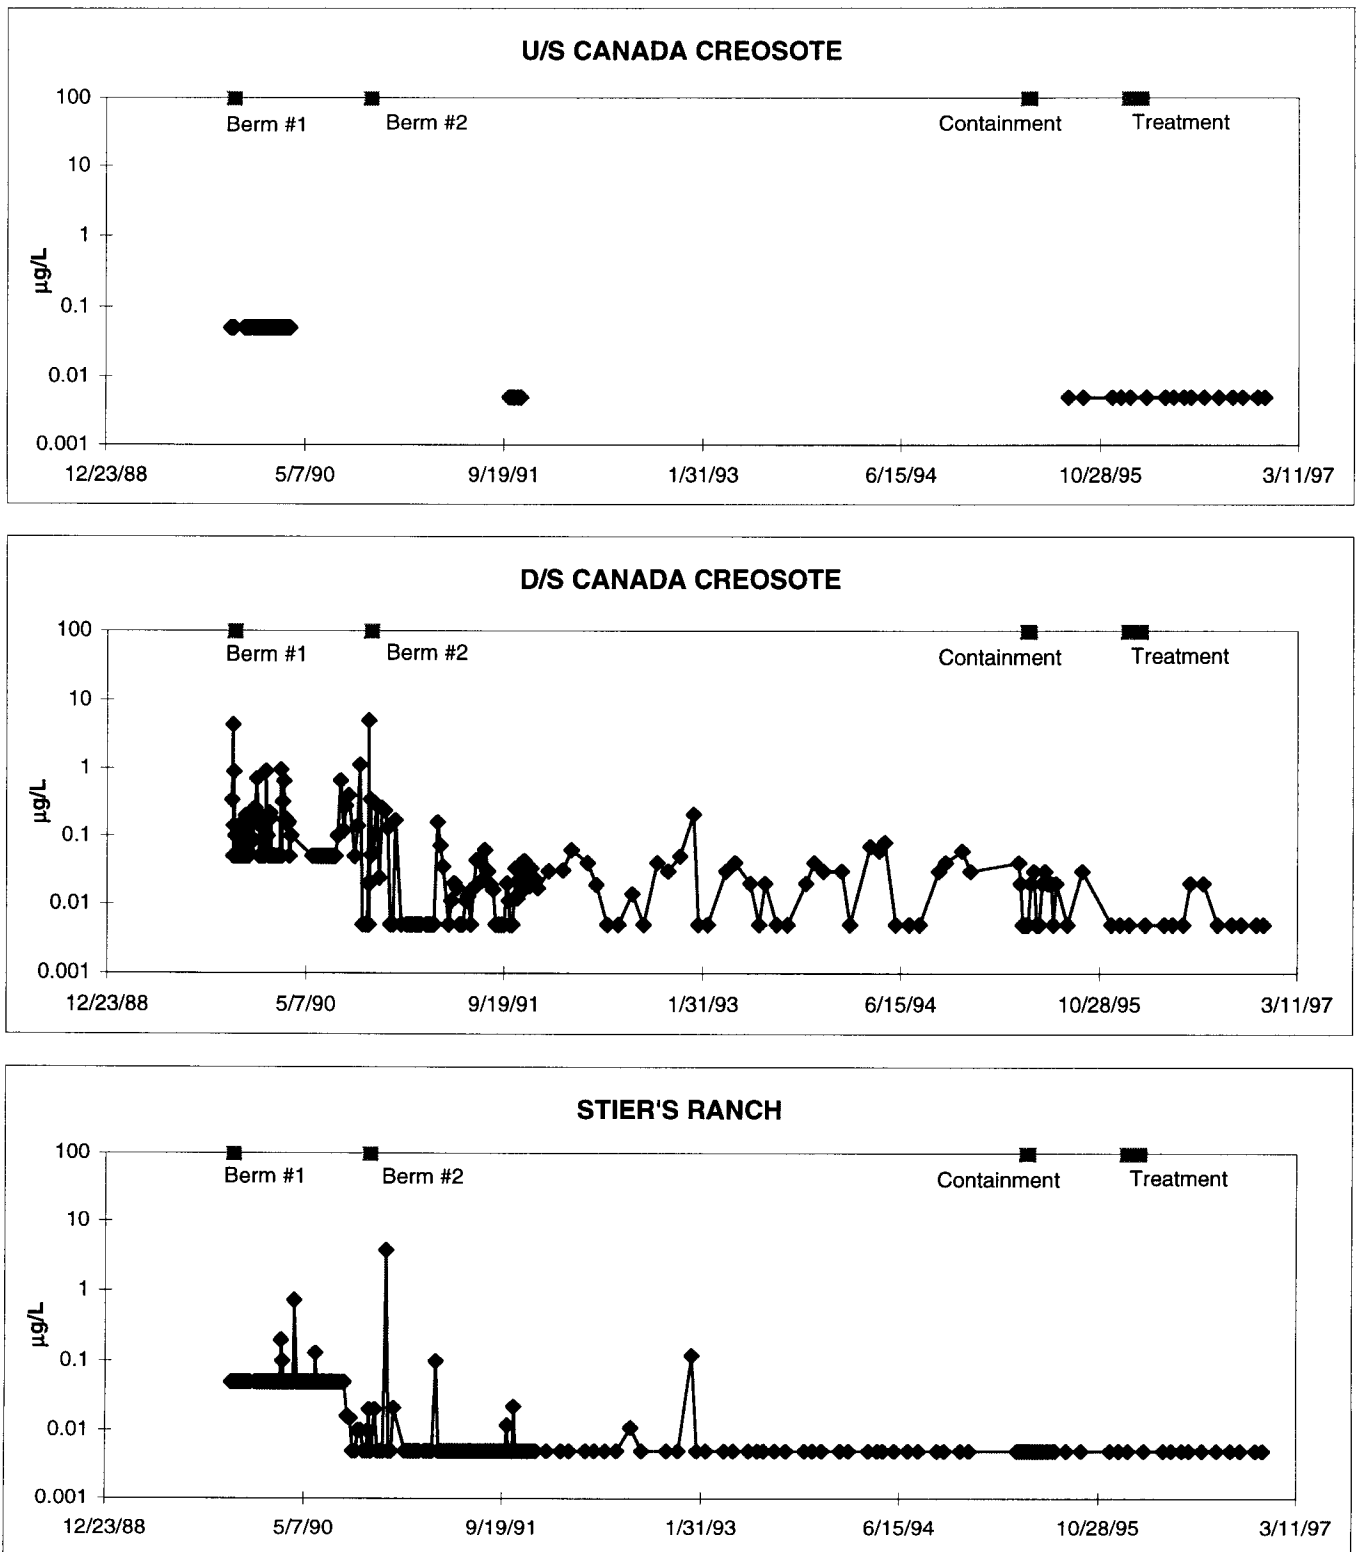 U/S CANADA CREOSOTE
100
Berm #1
Berm #2
Containment
Treatment
10
1
µg/L
0.1
0.01
0.001
12/23/88
5/7/90
9/19/91
1/31/93
6/15/94
10/28/95
3/11/97
D/S CANADA CREOSOTE
100
Berm #1
Berm #2
Containment
Treatment
10
1
µg/L
0.1
0.01
0.001
12/23/88
5/7/90
9/19/91
1/31/93
6/15/94
10/28/95
3/11/97
STIER'S RANCH
100
Berm #1
Berm #2
Containment
Treatment
10
1
µg/L
0.1
0.01
0.001
12/23/88
5/7/90
9/19/91
1/31/93
6/15/94
10/28/95
3/11/97